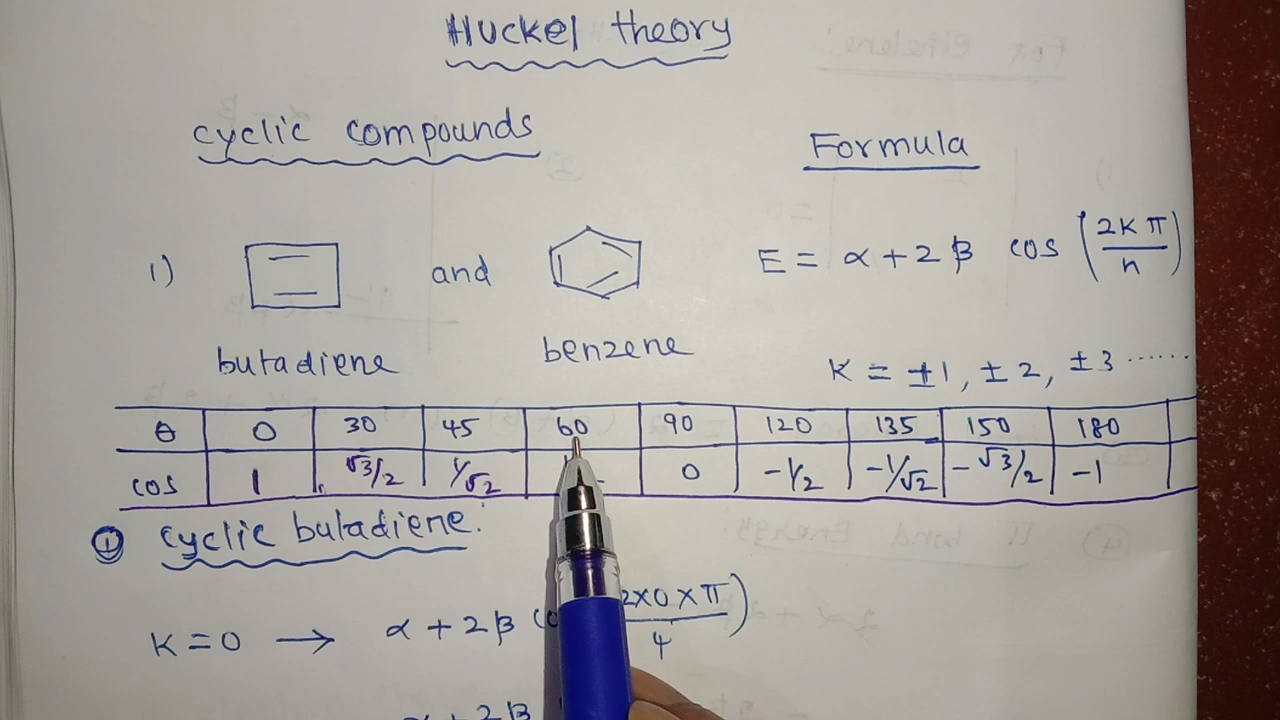 Huckel theory
cyclic compounds
Formula
1) and
E = α + 2β cos (2Kπ/n)
butadiene benzene
K = ±1, ±2, ±3 ......
θ 0 30 45 60 90 120 135 150 180
cos 1 √3/2 1/√2 0 -1/2 -1/√2 -√3/2 -1
① cyclic butadiene:
K=0 → α + 2β 2×0×π/4)
α + 2β